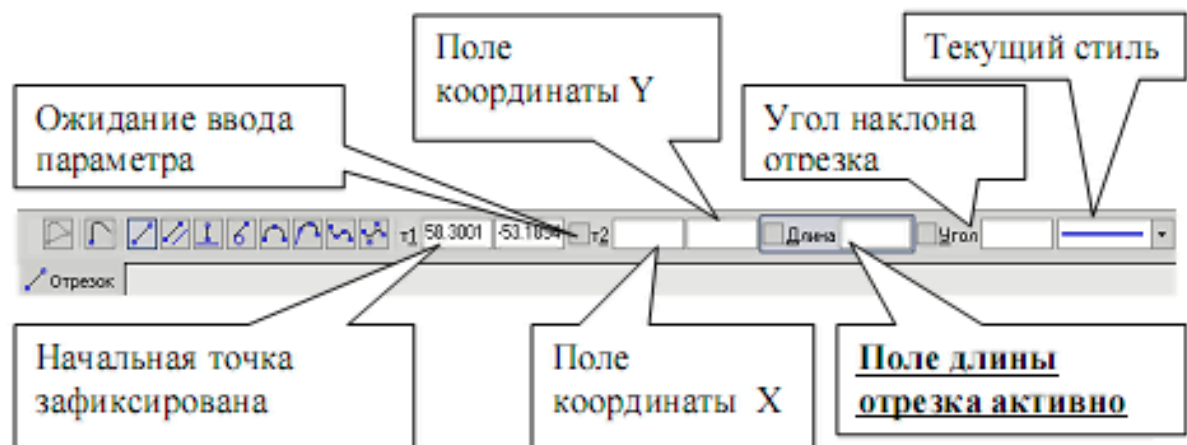 Поле
координаты Y
Текущий стиль
Ожидание ввода
параметра
Угол наклона
отрезка
т1 58.3001 -53.1894 т2 Длина Угол
Отрезок
Начальная точка
зафиксирована
Поле
координаты X
Поле длины
отрезка активно